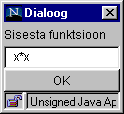 Dialoog
Sisesta funktsioon
x*x
OK
Unsigned Java Ap